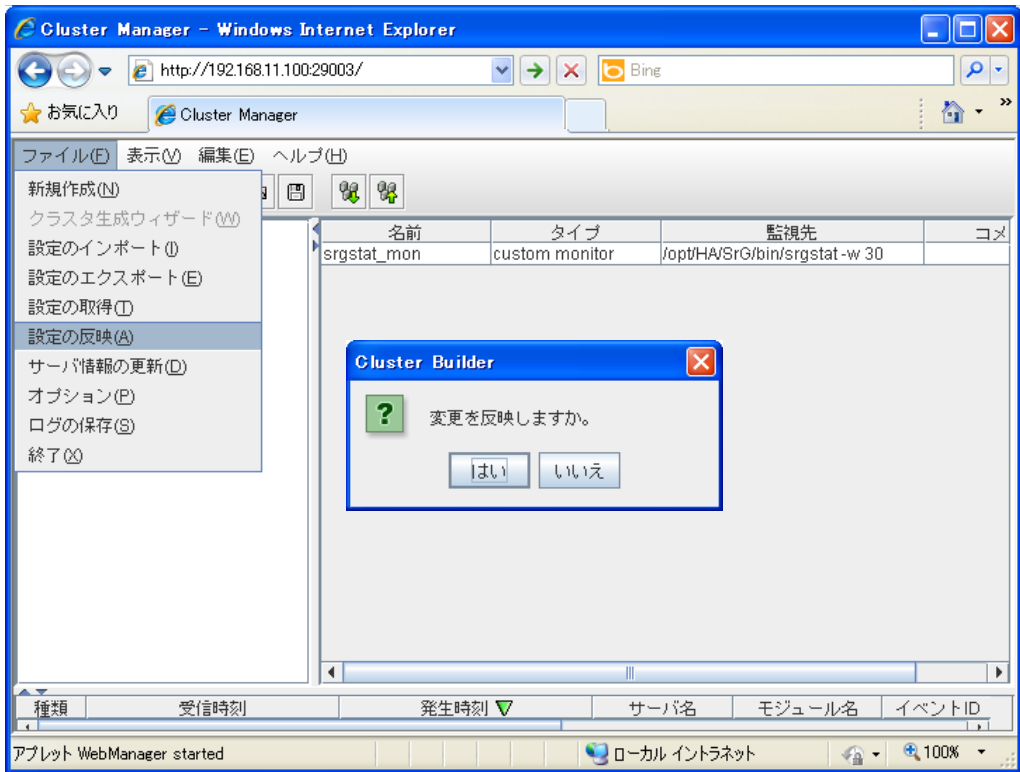 Cluster Manager - Windows Internet Explorer
http://192.168.11.100:29003/
Bing
お気に入り
Cluster Manager
ファイル(F) 表示(V) 編集(E) ヘルプ(H)
新規作成(N)
クラスタ生成ウィザード(W)
設定のインポート(I)
設定のエクスポート(E)
設定の取得(T)
設定の反映(A)
サーバ情報の更新(D)
オプション(P)
ログの保存(S)
終了(X)
名前 タイプ 監視先 コメ
srgstat_mon custom monitor /opt/HA/SrG/bin/srgstat -w 30
Cluster Builder
変更を反映しますか。
はい いいえ
種類 受信時刻 発生時刻 サーバ名 モジュール名 イベントID
アプレット WebManager started ローカル イントラネット 100%